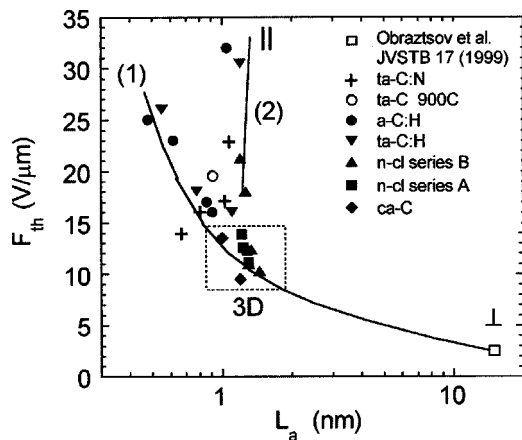 35
30
25
20
15
10
5
0
F_th (V/μm)
(1)
(2)
||
3D
⊥
Obraztsov et al.
JVSTB 17 (1999)
ta-C:N
ta-C 900C
a-C:H
ta-C:H
n-cl series B
n-cl series A
ca-C
1
10
L_a (nm)